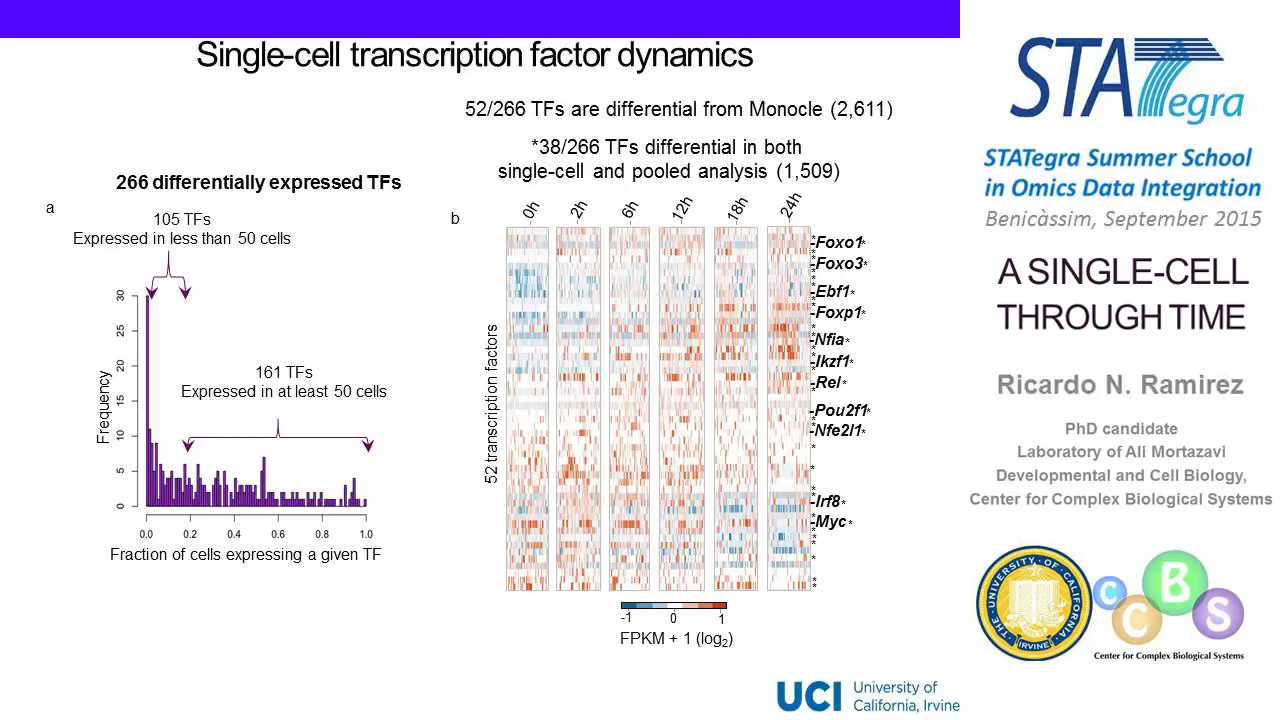 Single-cell transcription factor dynamics
52/266 TFs are differential from Monocle (2,611)
*38/266 TFs differential in both
single-cell and pooled analysis (1,509)
266 differentially expressed TFs
a
105 TFs
Expressed in less than 50 cells
161 TFs
Expressed in at least 50 cells
Frequency
30
25
20
15
10
5
0
0.0 0.2 0.4 0.6 0.8 1.0
Fraction of cells expressing a given TF
b
0h 2h 6h 12h 18h 24h
52 transcription factors
-Foxo1*
-Foxo3*
-Ebf1*
-Foxp1*
-Nfia*
-Ikzf1*
-Rel*
-Pou2f1*
-Nfe2l1*
-Irf8*
-Myc*
-1 0 1
FPKM + 1 (log2)
STATegra
STATegra Summer School
in Omics Data Integration
Benicàssim, September 2015
A SINGLE-CELL
THROUGH TIME
Ricardo N. Ramirez
PhD candidate
Laboratory of Ali Mortazavi
Developmental and Cell Biology,
Center for Complex Biological Systems
THE UNIVERSITY OF CALIFORNIA
IRVINE
C C B S
Center for Complex Biological Systems
UCI University of
California, Irvine